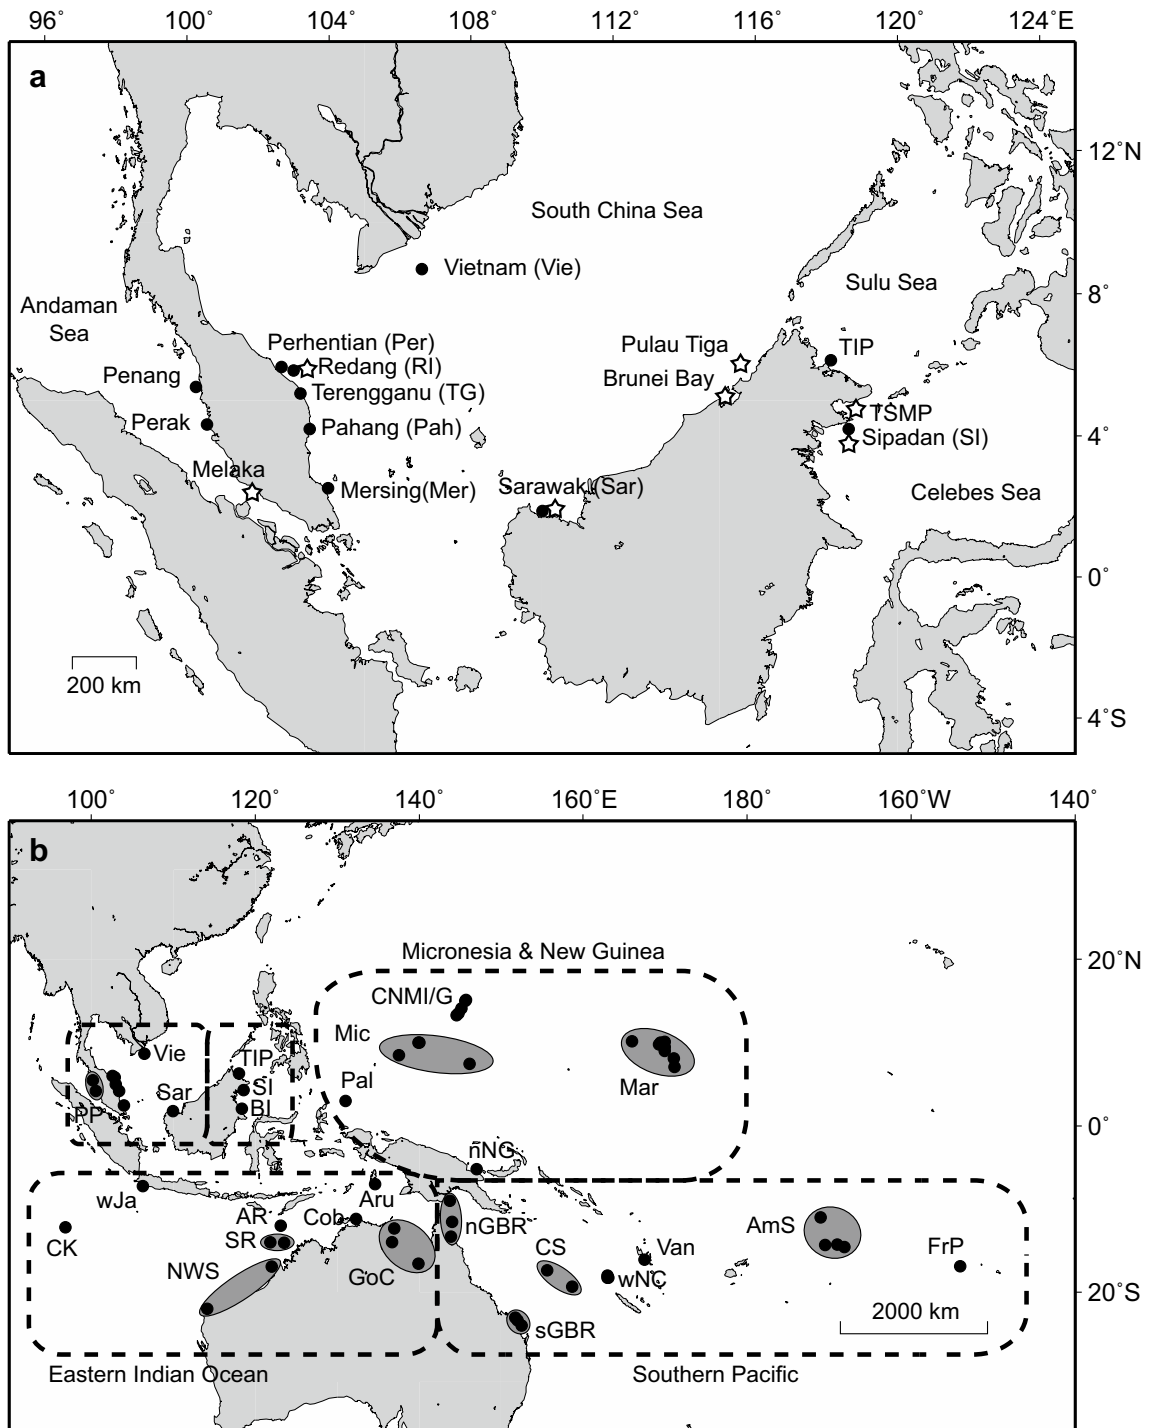 96˚ 100˚ 104˚ 108˚ 112˚ 116˚ 120˚ 124˚E
a
12˚N
South China Sea
Vietnam (Vie)
Sulu Sea
8˚
Andaman
Sea
Perhentian (Per)
Pulau Tiga
TIP
Redang (RI)
Penang
Brunei Bay
Terengganu (TG)
TSMP
Perak
Pahang (Pah)
Sipadan (SI)
4˚
Melaka
Mersing(Mer)
Sarawak (Sar)
Celebes Sea
0˚
200 km
4˚S
100˚ 120˚ 140˚ 160˚E 180˚ 160˚W 140˚
b
Micronesia & New Guinea
20˚N
CNMI/G
Mic
Vie
TIP
Mar
Pal
SI
Sar
BI
PP
0˚
nNG
wJa
Aru
AR
Cob
nGBR
AmS
CK
SR
CS
Van
FrP
NWS
GoC
wNC
20˚S
2000 km
sGBR
Eastern Indian Ocean
Southern Pacific